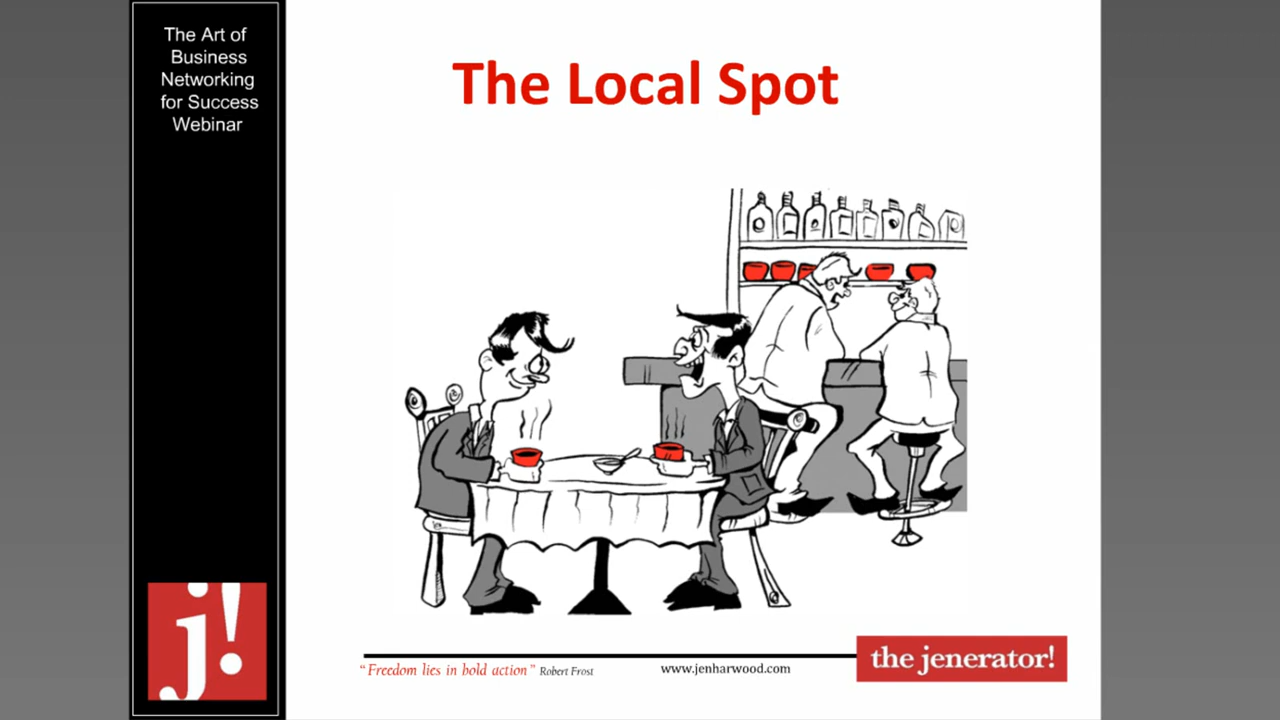 The Art of
Business
Networking
for Success
Webinar
The Local Spot
j!
“Freedom lies in bold action” Robert Frost
www.jenharwood.com
the jenerator!